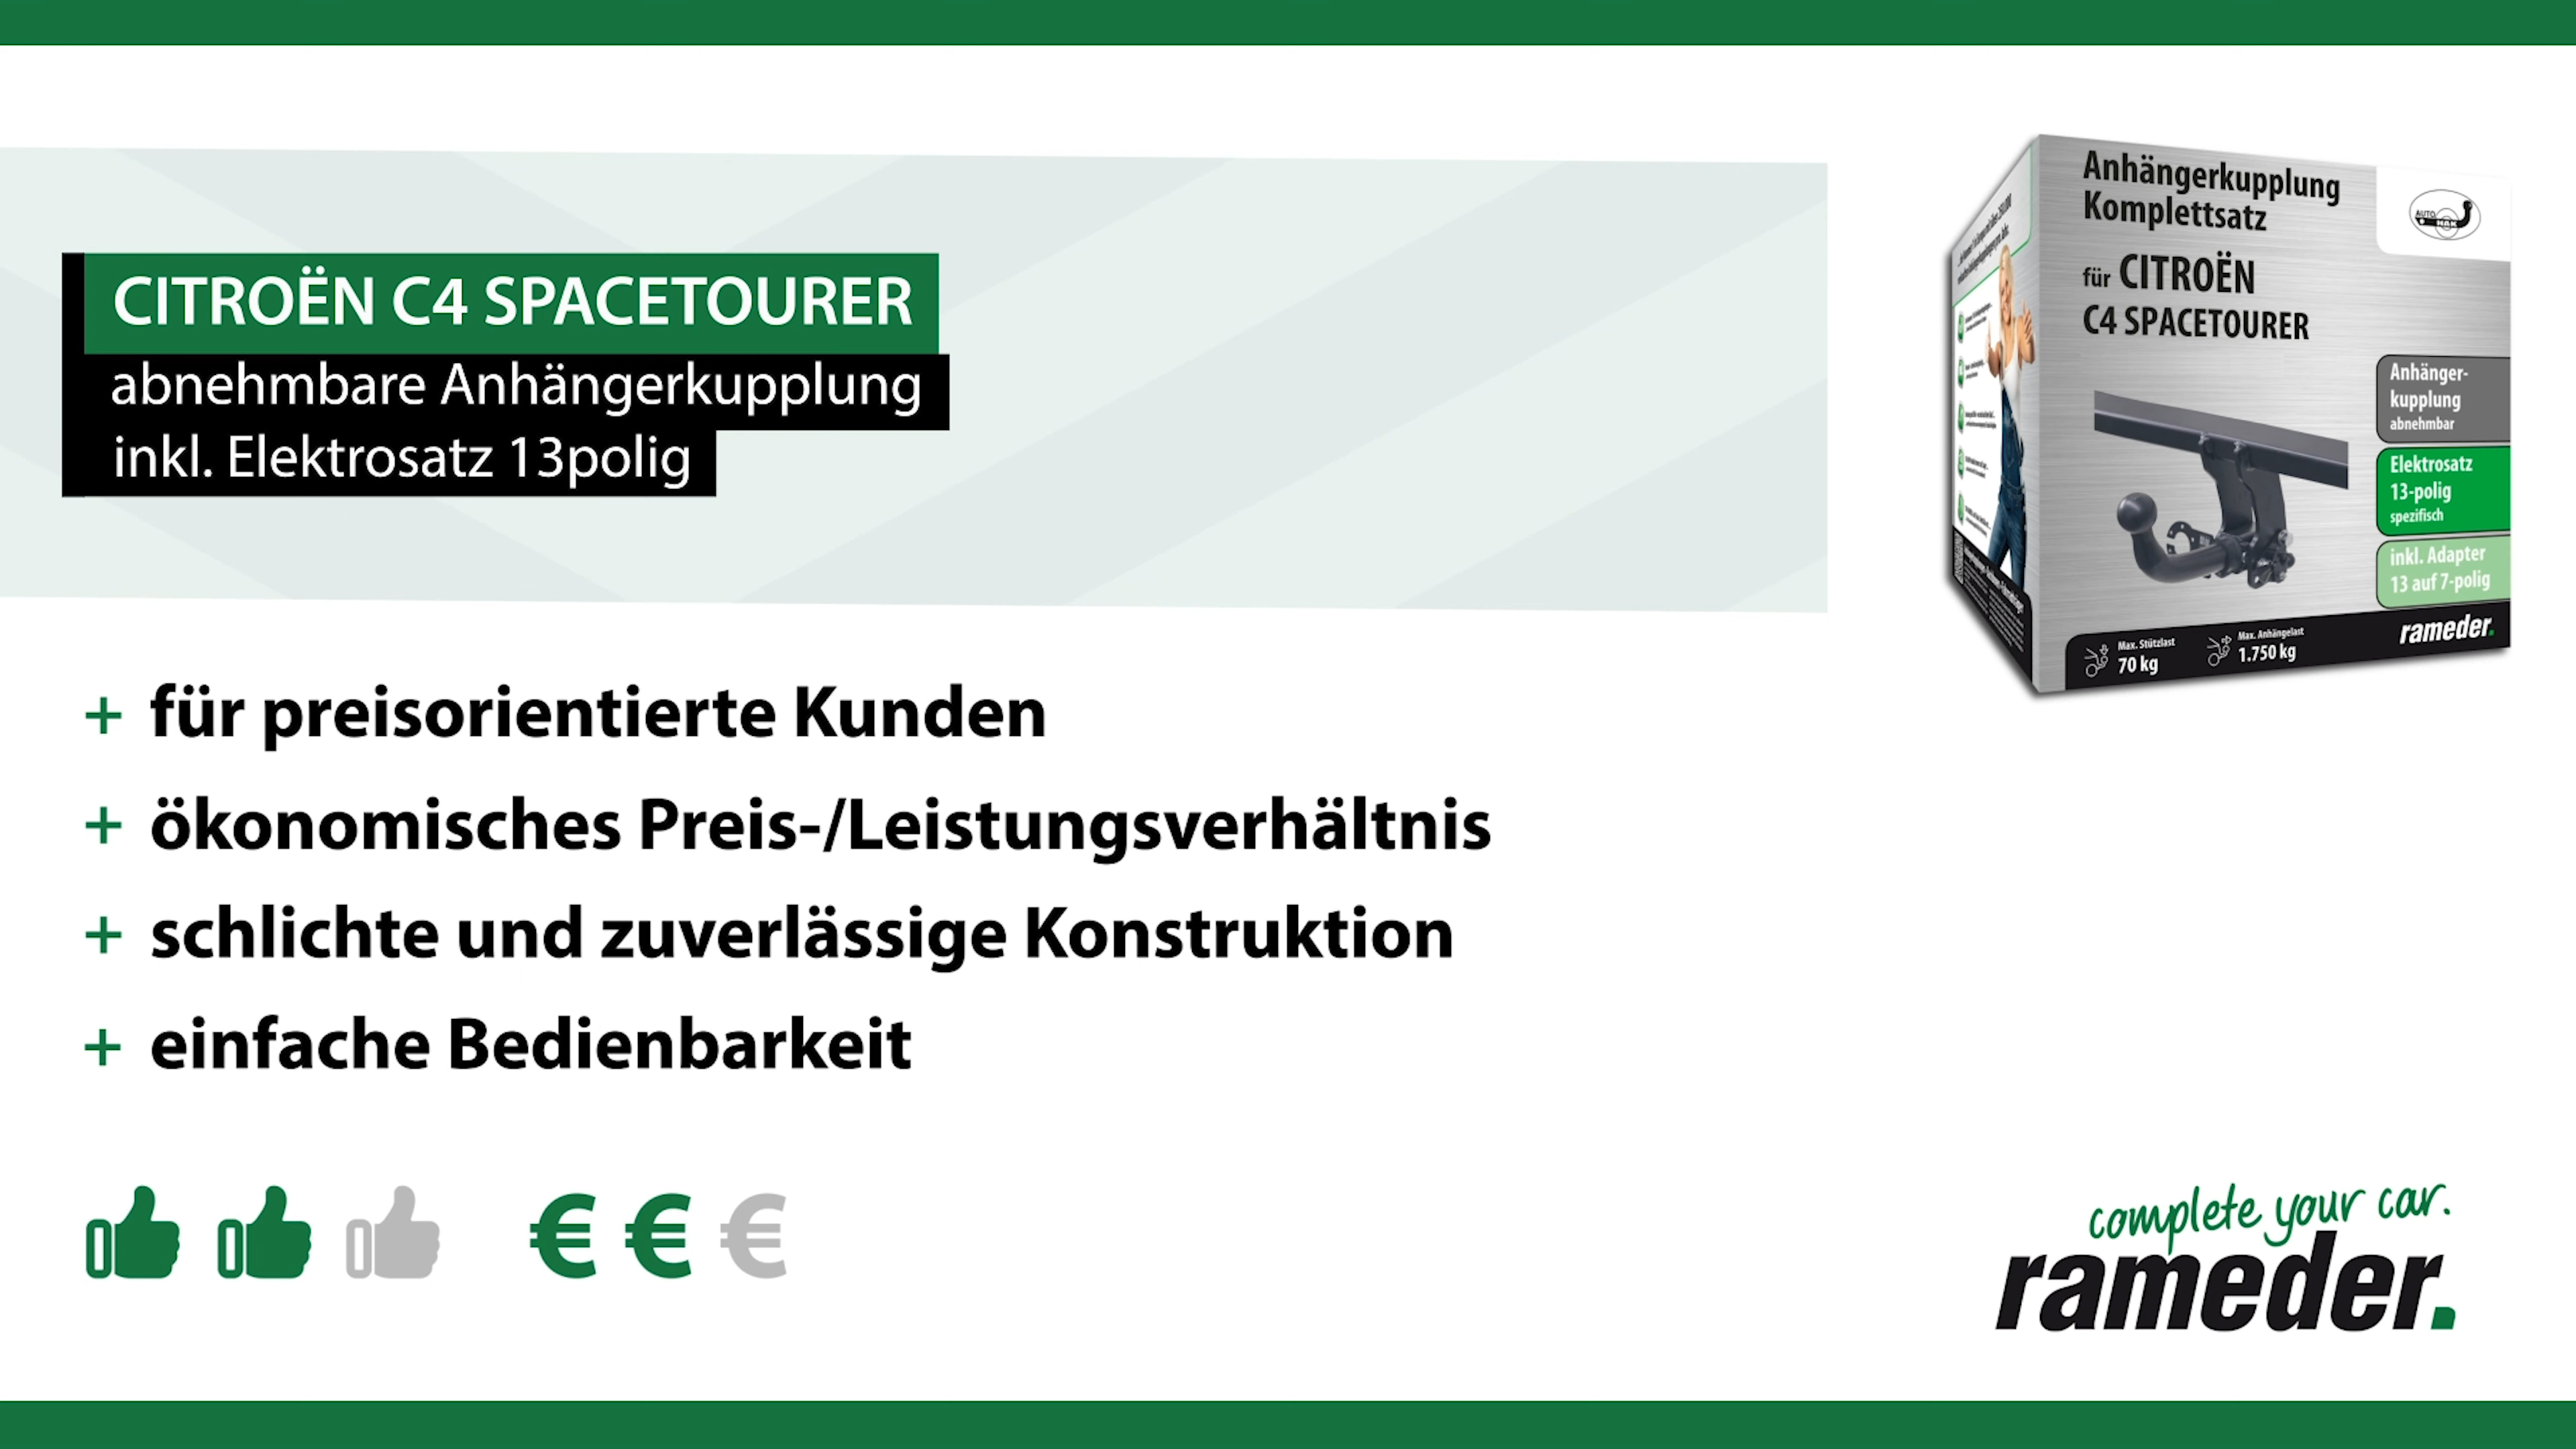 CITROËN C4 SPACETOURER
abnehmbare Anhängerkupplung
inkl. Elektrosatz 13polig
+ für preisorientierte Kunden
+ ökonomisches Preis-/Leistungsverhältnis
+ schlichte und zuverlässige Konstruktion
+ einfache Bedienbarkeit
€ € €
Anhängerkupplung
Komplettsatz
für CITROËN
C4 SPACETOURER
Anhänger-
kupplung
abnehmbar
Elektrosatz
13-polig
spezifisch
inkl. Adapter
13 auf 7-polig
Max. Stützlast
70 kg
Max. Anhängelast
1.750 kg
rameder.
complete your car.
rameder.